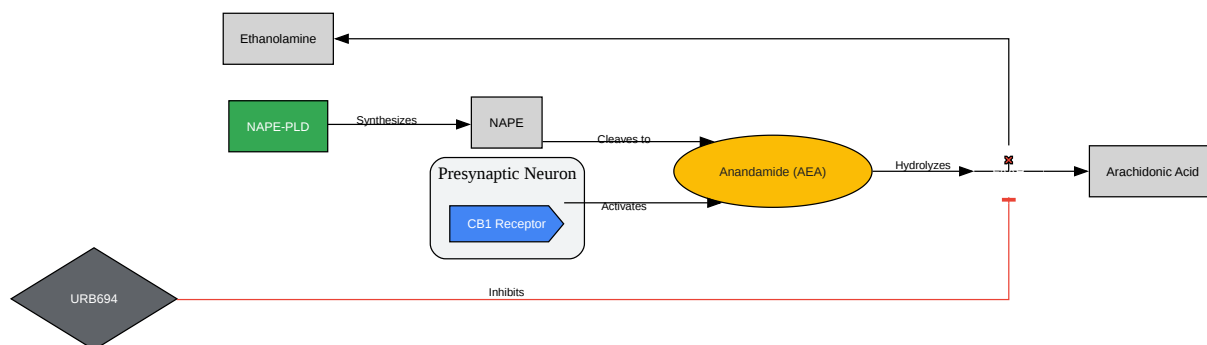 Ethanolamine
NAPE-PLD
Synthesizes
NAPE
Cleaves to
Presynaptic Neuron
CB1 Receptor
Activates
Anandamide (AEA)
Hydrolyzes
Arachidonic Acid
URB694
Inhibits